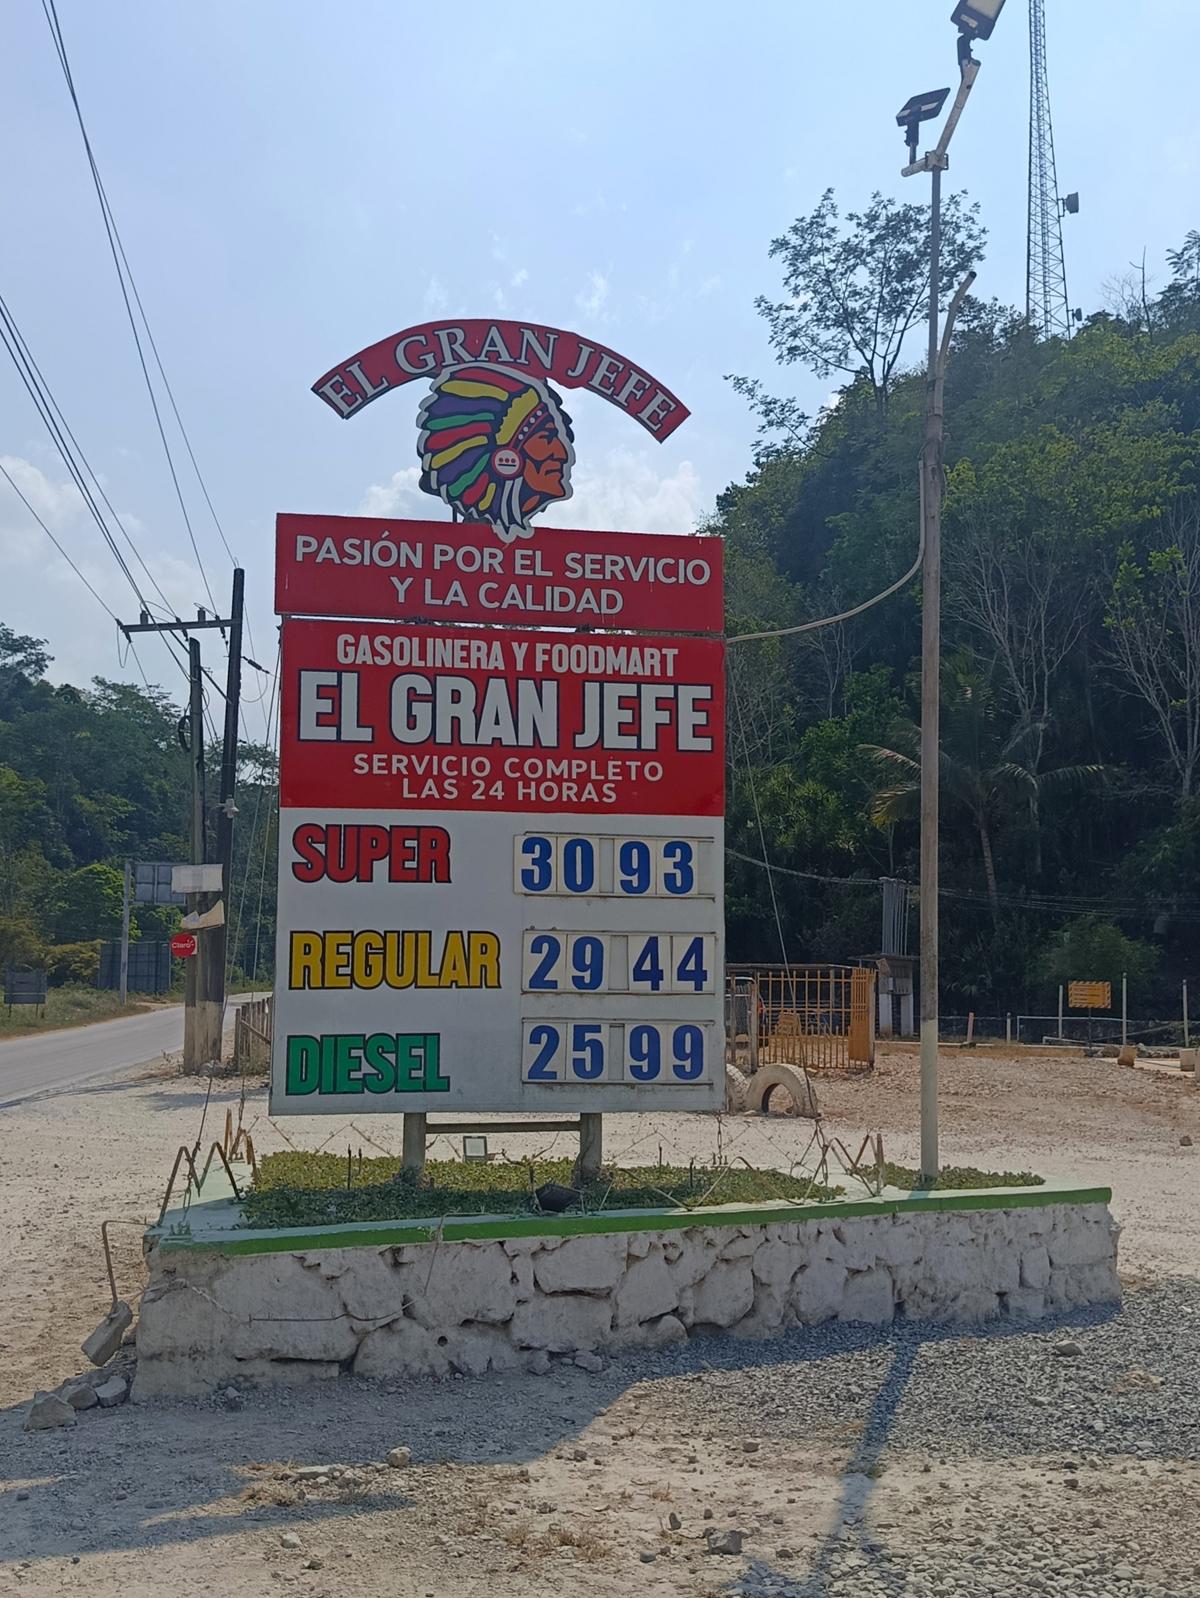 EL GRAN JEFE
PASIÓN POR EL SERVICIO
Y LA CALIDAD
GASOLINERA Y FOODMART
EL GRAN JEFE
SERVICIO COMPLETO
LAS 24 HORAS
SUPER 30 93
REGULAR 29 44
DIESEL 25 99
Claro